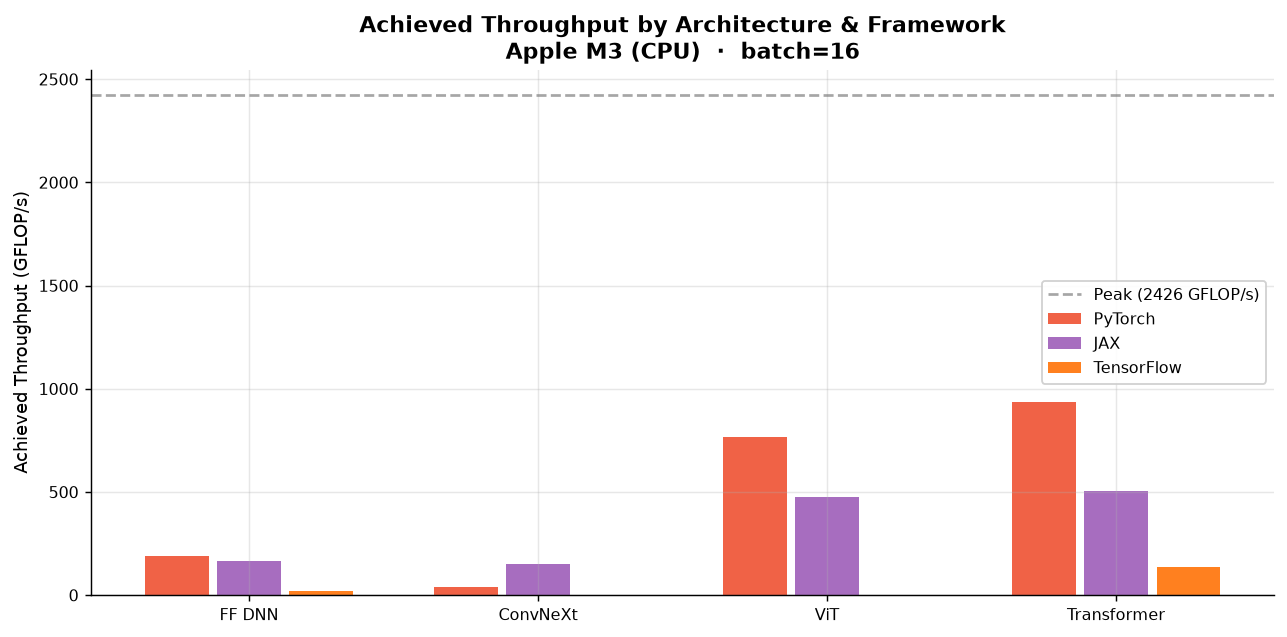 Achieved Throughput by Architecture & Framework
Apple M3 (CPU)  ·  batch=16
Achieved Throughput (GFLOP/s)
2500
2000
1500
1000
500
0
Peak (2426 GFLOP/s)
PyTorch
JAX
TensorFlow
FF DNN
ConvNeXt
ViT
Transformer